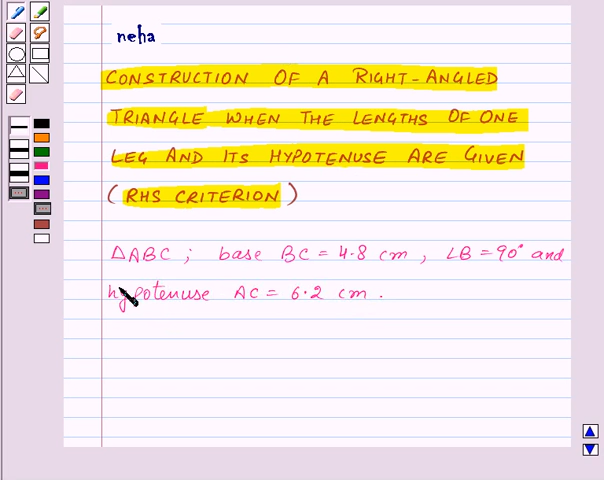 neha
CONSTRUCTION OF A RIGHT-ANGLED
TRIANGLE WHEN THE LENGTHS OF ONE
LEG AND ITS HYPOTENUSE ARE GIVEN
( RHS CRITERION )
△ABC ; base BC = 4.8 cm , ∠B = 90° and
hypotenuse AC = 6.2 cm .